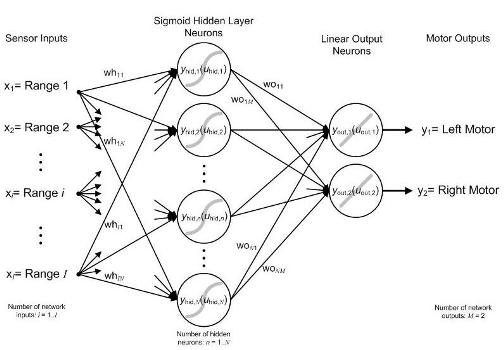 Sensor Inputs
Sigmoid Hidden Layer
Neurons
Linear Output
Neurons
Motor Outputs
x1= Range 1
x2= Range 2
xi= Range i
xI= Range I
wh11
wh1N
whI1
whIN
yhid,1(uhid,1)
yhid,2(uhid,2)
yhid,n(uhid,n)
yhid,N(uhid,N)
wo11
wo1M
woN1
woNM
yout,1(uout,1)
yout,2(uout,2)
y1= Left Motor
y2= Right Motor
Number of network
inputs: i = 1..I
Number of hidden
neurons: n = 1..N
Number of network
outputs: M = 2